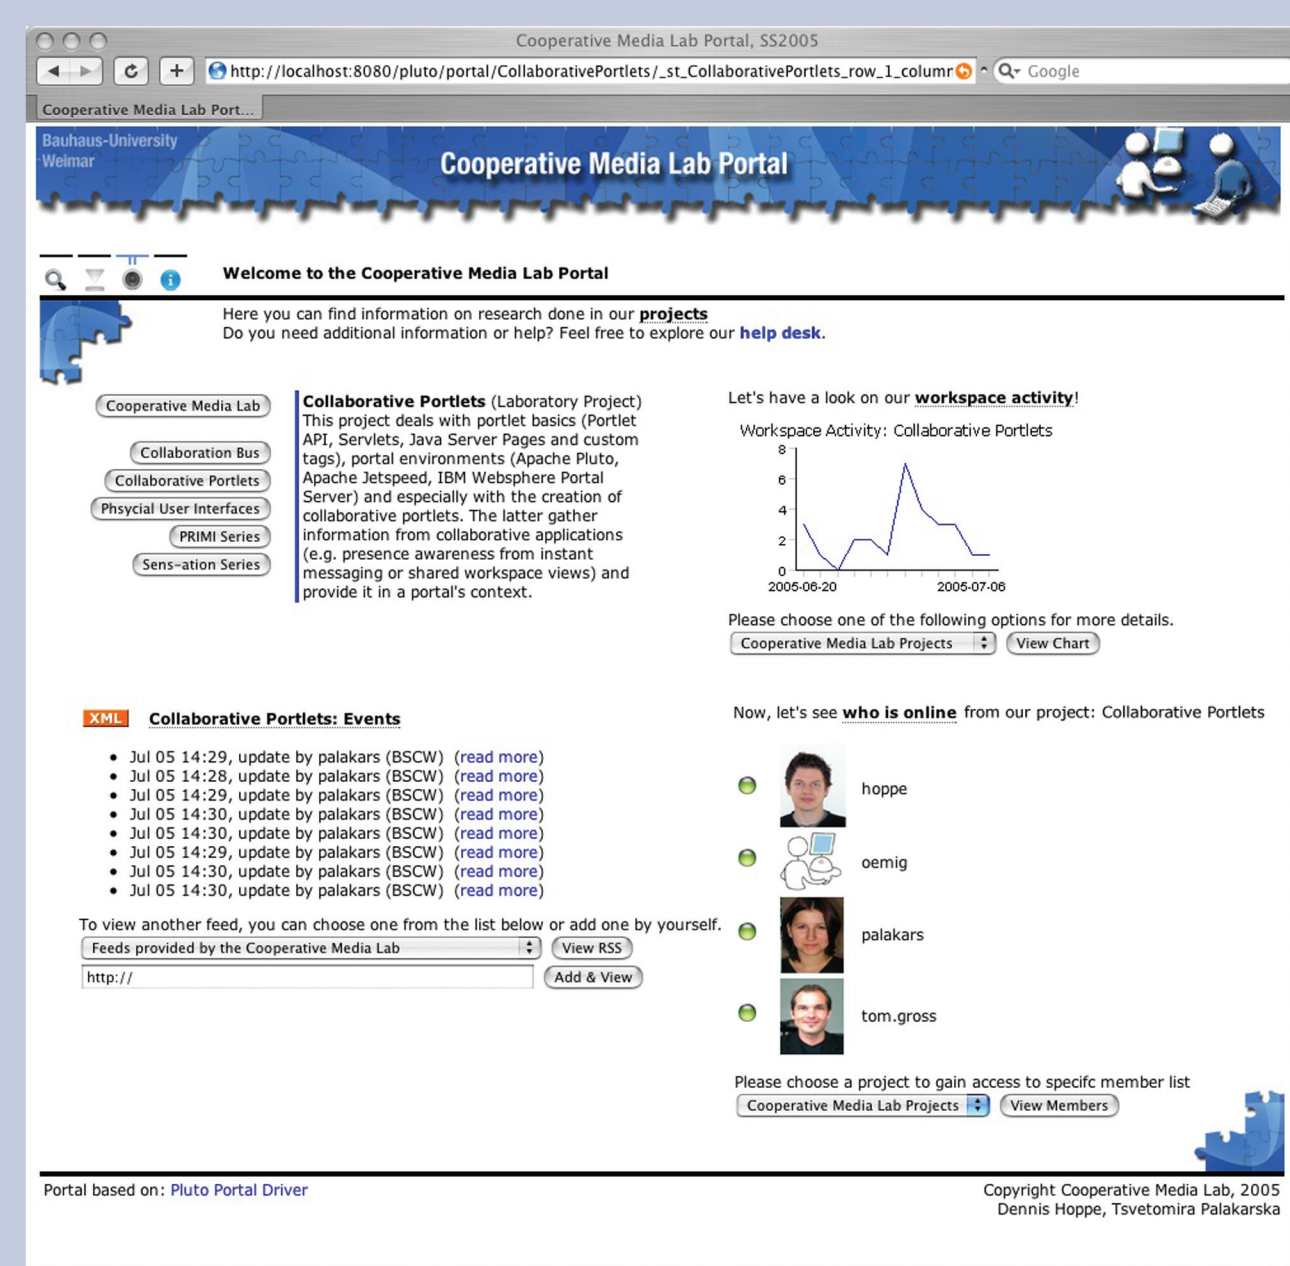 Cooperative Media Lab Portal, SS2005
http://localhost:8080/pluto/portal/CollaborativePortlets/_st_CollaborativePortlets_row_1_columr
Google
Cooperative Media Lab Port...
Bauhaus-University
Weimar
Cooperative Media Lab Portal
Welcome to the Cooperative Media Lab Portal
Here you can find information on research done in our projects
Do you need additional information or help? Feel free to explore our help desk.
Cooperative Media Lab
Collaboration Bus
Collaborative Portlets
Phsycial User Interfaces
PRIMI Series
Sens-ation Series
Collaborative Portlets (Laboratory Project)
This project deals with portlet basics (Portlet
API, Servlets, Java Server Pages and custom
tags), portal environments (Apache Pluto,
Apache Jetspeed, IBM Websphere Portal
Server) and especially with the creation of
collaborative portlets. The latter gather
information from collaborative applications
(e.g. presence awareness from instant
messaging or shared workspace views) and
provide it in a portal's context.
Let's have a look on our workspace activity!
Workspace Activity: Collaborative Portlets
8
6
4
2
0
2005-06-20 2005-07-06
Please choose one of the following options for more details.
Cooperative Media Lab Projects View Chart
XML Collaborative Portlets: Events
Jul 05 14:29, update by palakars (BSCW) (read more)
Jul 05 14:28, update by palakars (BSCW) (read more)
Jul 05 14:29, update by palakars (BSCW) (read more)
Jul 05 14:30, update by palakars (BSCW) (read more)
Jul 05 14:30, update by palakars (BSCW) (read more)
Jul 05 14:29, update by palakars (BSCW) (read more)
Jul 05 14:30, update by palakars (BSCW) (read more)
Jul 05 14:30, update by palakars (BSCW) (read more)
To view another feed, you can choose one from the list below or add one by yourself.
Feeds provided by the Cooperative Media Lab View RSS
http:// Add & View
Now, let's see who is online from our project: Collaborative Portlets
hoppe
oemig
palakars
tom.gross
Please choose a project to gain access to specifc member list
Cooperative Media Lab Projects View Members
Portal based on: Pluto Portal Driver
Copyright Cooperative Media Lab, 2005
Dennis Hoppe, Tsvetomira Palakarska